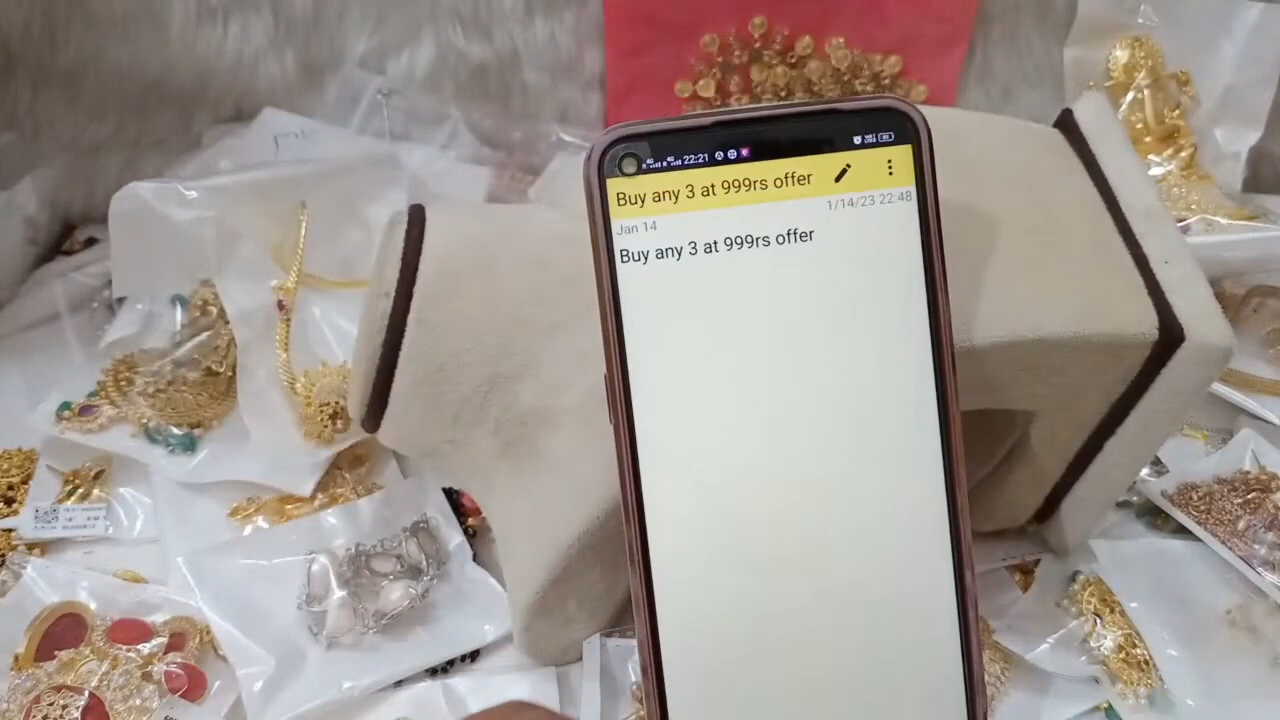 22:21
Buy any 3 at 999rs offer
1/14/23 22:48
Jan 14
Buy any 3 at 999rs offer